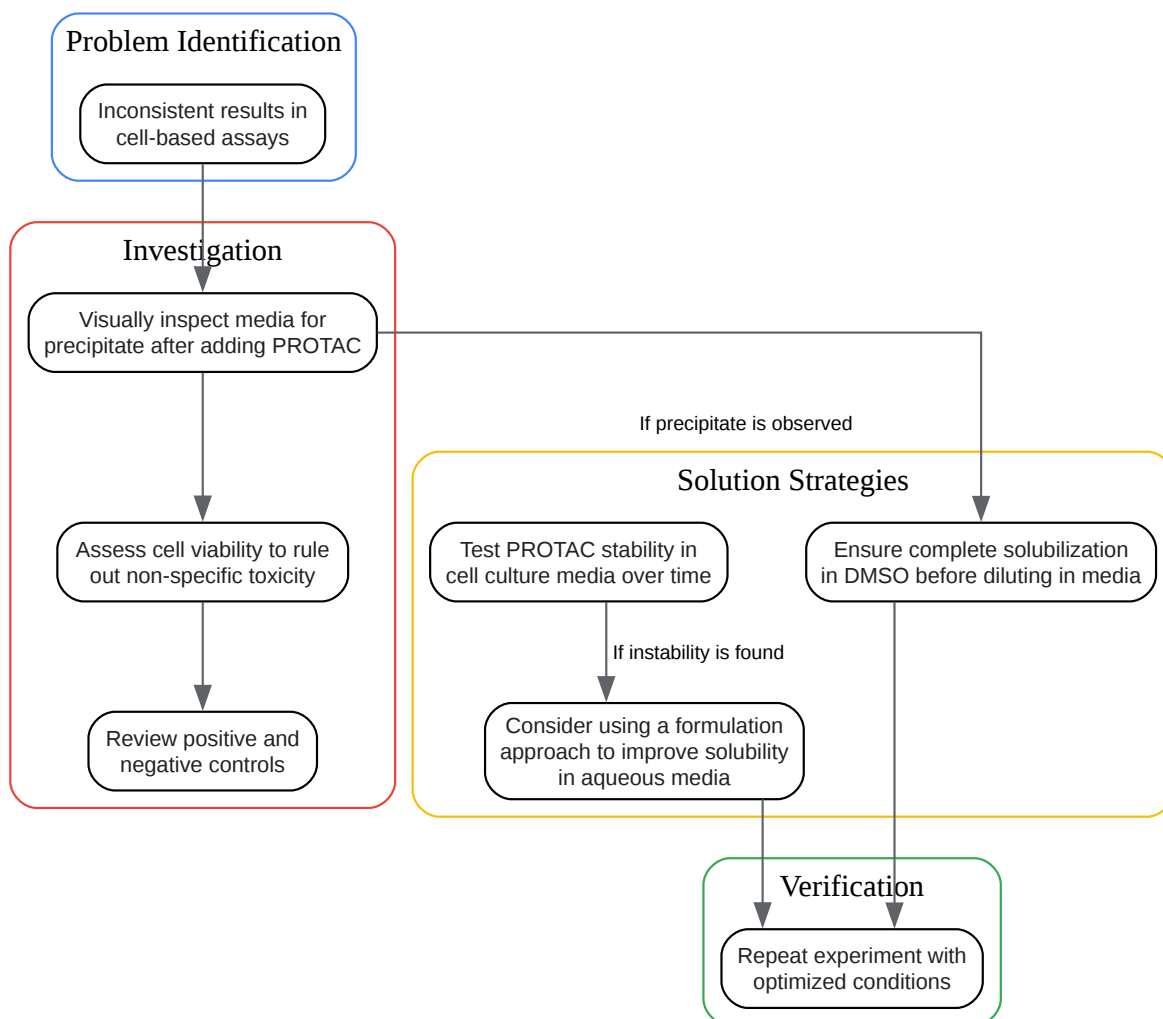 Problem Identification
Inconsistent results in
cell-based assays
Investigation
Visually inspect media for
precipitate after adding PROTAC
If precipitate is observed
Solution Strategies
Assess cell viability to rule
out non-specific toxicity
Test PROTAC stability in
cell culture media over time
Ensure complete solubilization
in DMSO before diluting in media
If instability is found
Review positive and
negative controls
Consider using a formulation
approach to improve solubility
in aqueous media
Verification
Repeat experiment with
optimized conditions